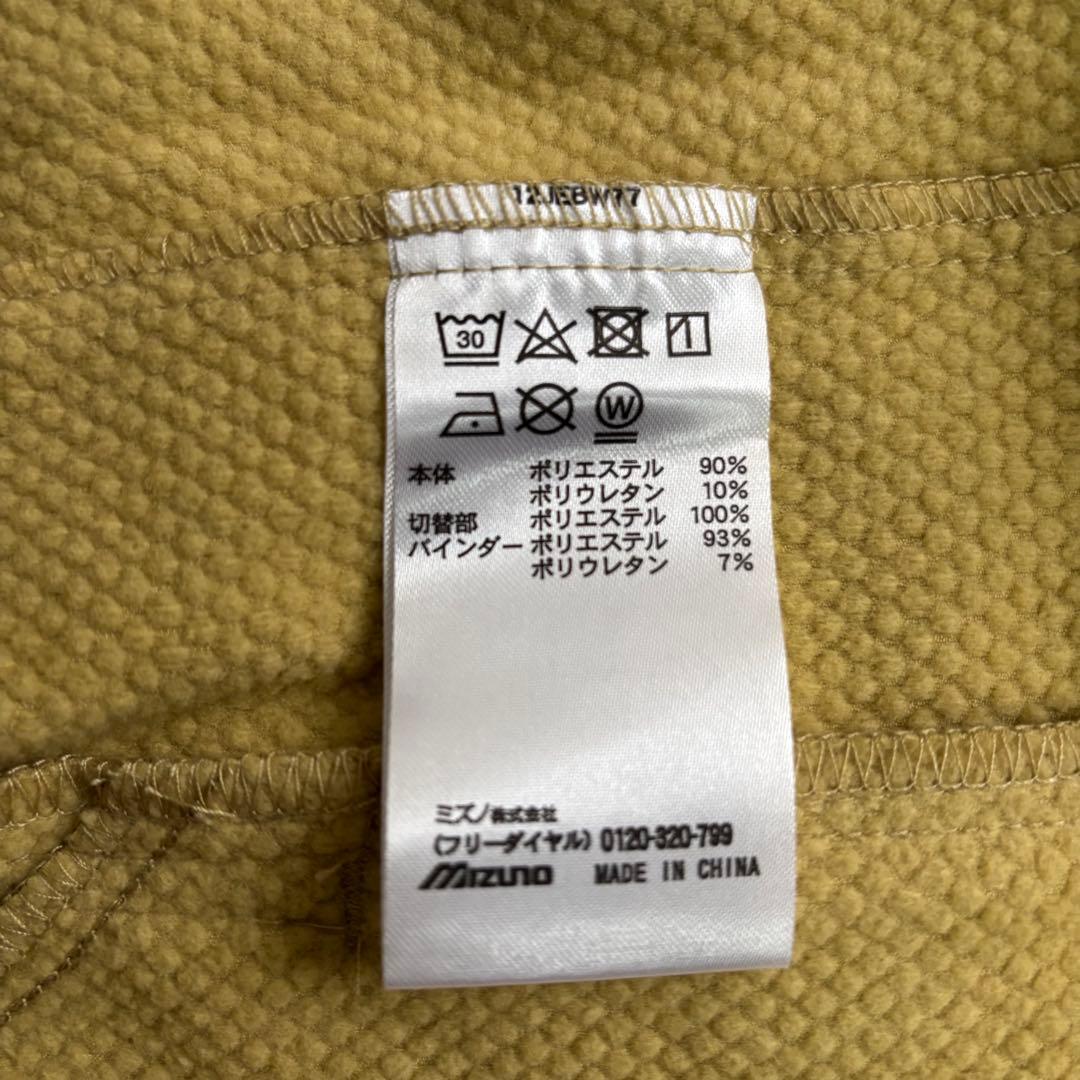 12JEBW77
30
W
本体 ポリエステル 90%
ポリウレタン 10%
切替部 ポリエステル 100%
バインダー ポリエステル 93%
ポリウレタン 7%
ミズノ株式会社
(フリーダイヤル) 0120-320-799
MIZUNO MADE IN CHINA